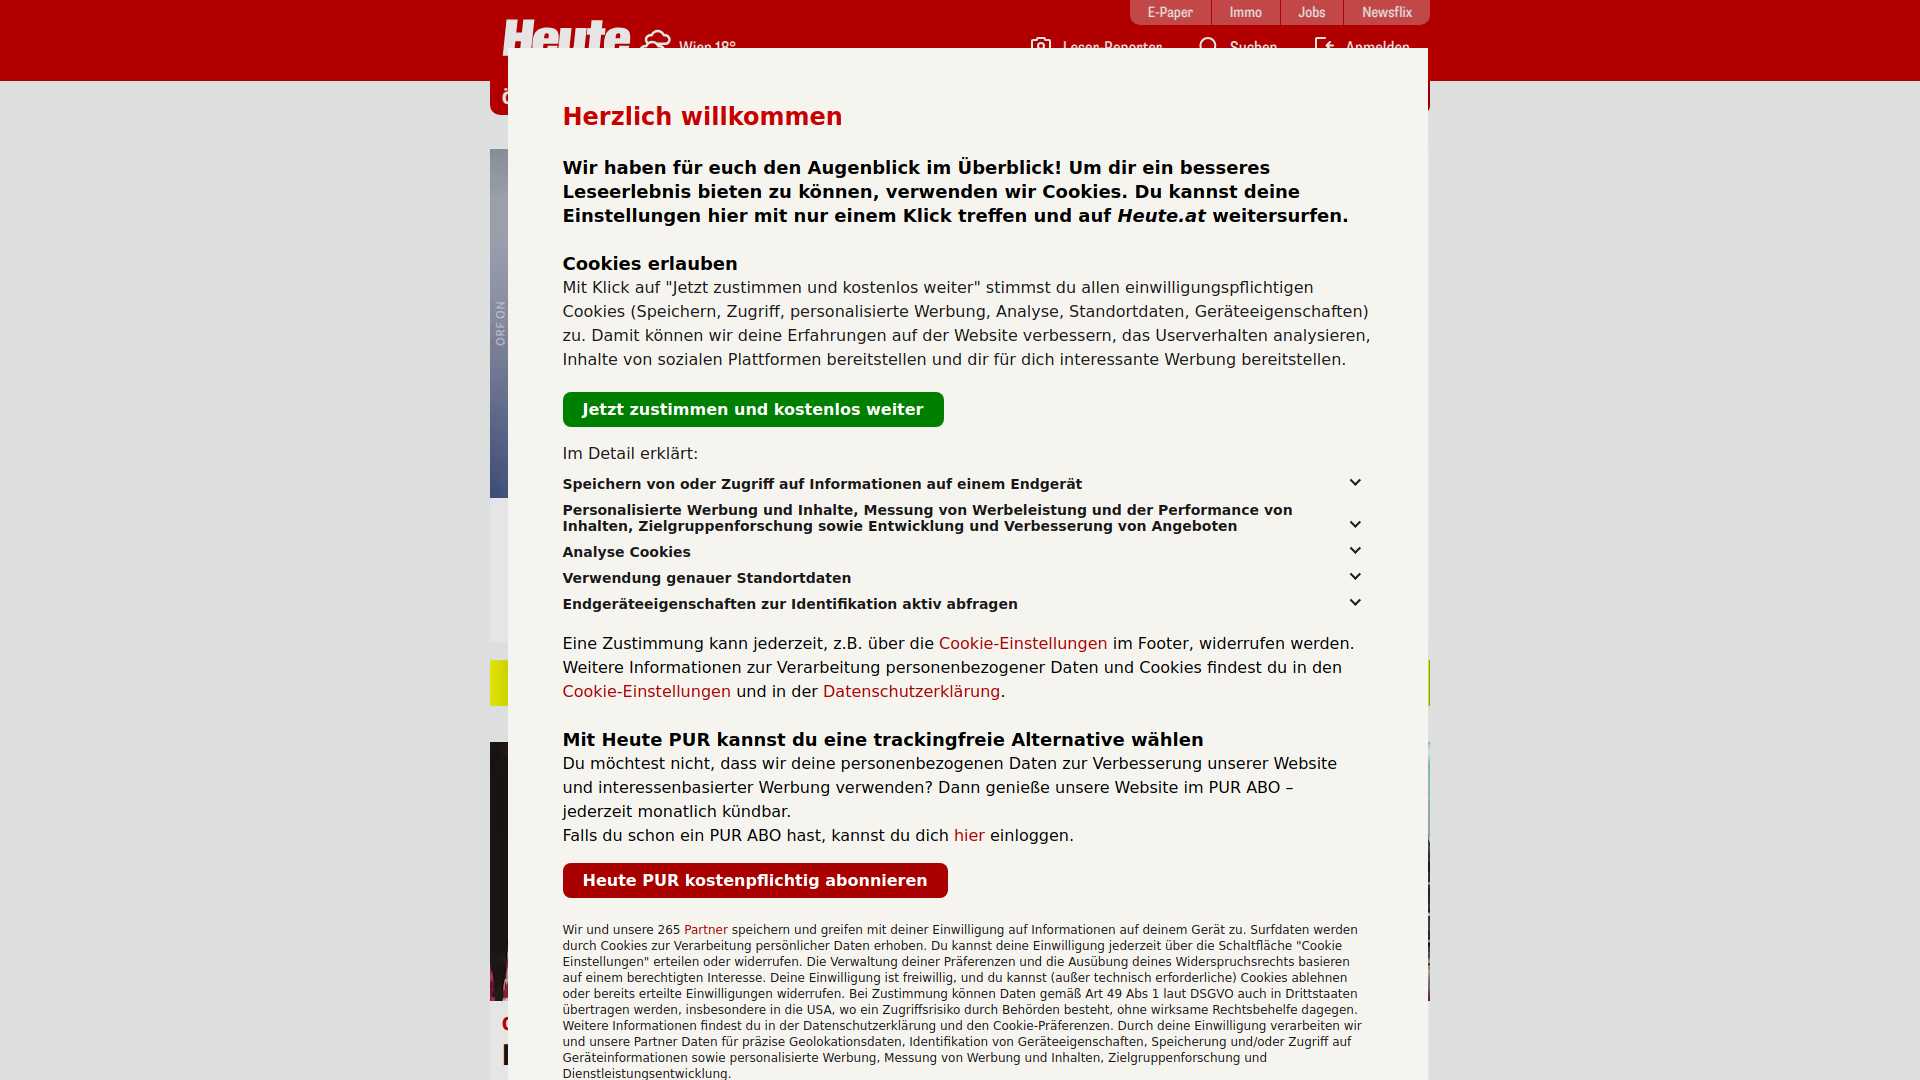 E-Paper
Immo
Jobs
Newsflix
Heute
Wien 18°
Leser-Reporter
Suchen
Anmelden
ORF ON
Herzlich willkommen
Wir haben für euch den Augenblick im Überblick! Um dir ein besseres
Leseerlebnis bieten zu können, verwenden wir Cookies. Du kannst deine
Einstellungen hier mit nur einem Klick treffen und auf Heute.at weitersurfen.
Cookies erlauben
Mit Klick auf "Jetzt zustimmen und kostenlos weiter" stimmst du allen einwilligungspflichtigen
Cookies (Speichern, Zugriff, personalisierte Werbung, Analyse, Standortdaten, Geräteeigenschaften)
zu. Damit können wir deine Erfahrungen auf der Website verbessern, das Userverhalten analysieren,
Inhalte von sozialen Plattformen bereitstellen und dir für dich interessante Werbung bereitstellen.
Jetzt zustimmen und kostenlos weiter
Im Detail erklärt:
Speichern von oder Zugriff auf Informationen auf einem Endgerät
Personalisierte Werbung und Inhalte, Messung von Werbeleistung und der Performance von
Inhalten, Zielgruppenforschung sowie Entwicklung und Verbesserung von Angeboten
Analyse Cookies
Verwendung genauer Standortdaten
Endgeräteeigenschaften zur Identifikation aktiv abfragen
Eine Zustimmung kann jederzeit, z.B. über die Cookie-Einstellungen im Footer, widerrufen werden.
Weitere Informationen zur Verarbeitung personenbezogener Daten und Cookies findest du in den
Cookie-Einstellungen und in der Datenschutzerklärung.
Mit Heute PUR kannst du eine trackingfreie Alternative wählen
Du möchtest nicht, dass wir deine personenbezogenen Daten zur Verbesserung unserer Website
und interessenbasierter Werbung verwenden? Dann genieße unsere Website im PUR ABO –
jederzeit monatlich kündbar.
Falls du schon ein PUR ABO hast, kannst du dich hier einloggen.
Heute PUR kostenpflichtig abonnieren
Wir und unsere 265 Partner speichern und greifen mit deiner Einwilligung auf Informationen auf deinem Gerät zu. Surfdaten werden
durch Cookies zur Verarbeitung persönlicher Daten erhoben. Du kannst deine Einwilligung jederzeit über die Schaltfläche "Cookie
Einstellungen" erteilen oder widerrufen. Die Verwaltung deiner Präferenzen und die Ausübung deines Widerspruchsrechts basieren
auf einem berechtigten Interesse. Deine Einwilligung ist freiwillig, und du kannst (außer technisch erforderliche) Cookies ablehnen
oder bereits erteilte Einwilligungen widerrufen. Bei Zustimmung können Daten gemäß Art 49 Abs 1 laut DSGVO auch in Drittstaaten
übertragen werden, insbesondere in die USA, wo ein Zugriffsrisiko durch Behörden besteht, ohne wirksame Rechtsbehelfe dagegen.
Weitere Informationen findest du in der Datenschutzerklärung und den Cookie-Präferenzen. Durch deine Einwilligung verarbeiten wir
und unsere Partner Daten für präzise Geolokationsdaten, Identifikation von Geräteeigenschaften, Speicherung und/oder Zugriff auf
Geräteinformationen sowie personalisierte Werbung, Messung von Werbung und Inhalten, Zielgruppenforschung und
Dienstleistungsentwicklung.